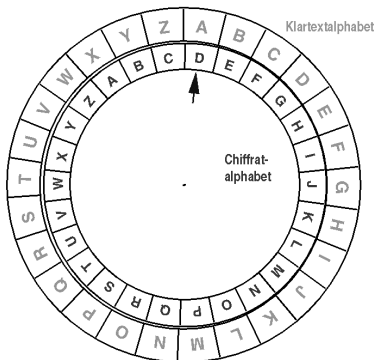 Klartextalphabet
A B C D E F G H I J K L M N O P Q R S T U V W X Y Z
D E F G H I J K L M N O P Q R S T U V W X Y Z A B C
Chiffrat-
alphabet